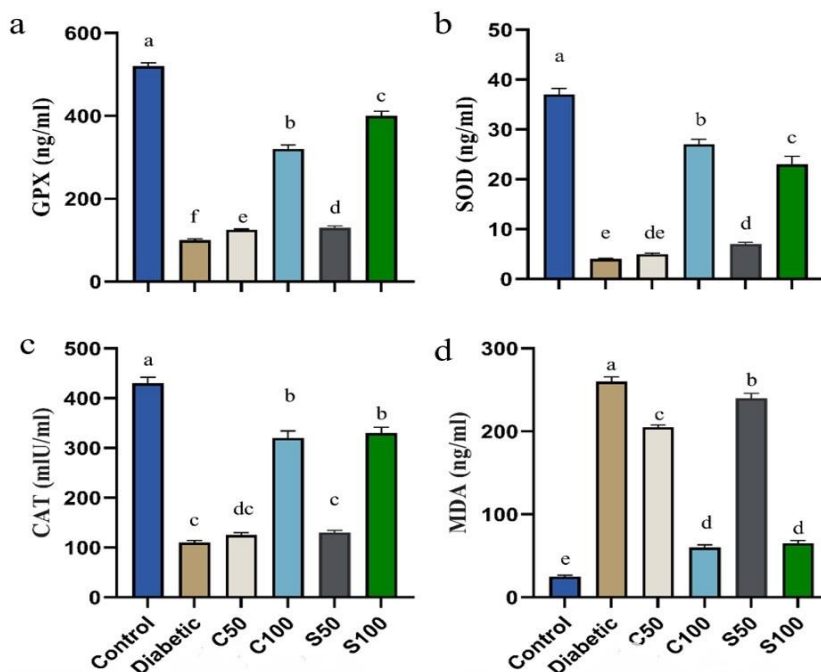 a
GPX (ng/ml)
600
400
200
0
a
f
e
b
d
c
b
SOD (ng/ml)
50
40
30
20
10
0
a
e
de
b
d
c
c
CAT (mIU/ml)
500
400
300
200
100
0
a
c
dc
b
c
b
Control
Diabetic
C50
C100
S50
S100
d
MDA (ng/ml)
300
200
100
0
e
a
c
d
b
d
Control
Diabetic
C50
C100
S50
S100